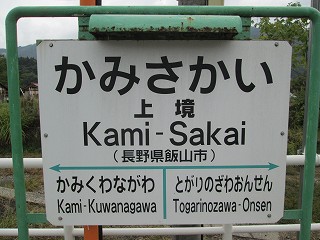 かみさかい
上境
Kami-Sakai
(長野県飯山市)
かみくわながわ
Kami-Kuwanagawa
とがりのざわおんせん
Togarinozawa-Onsen